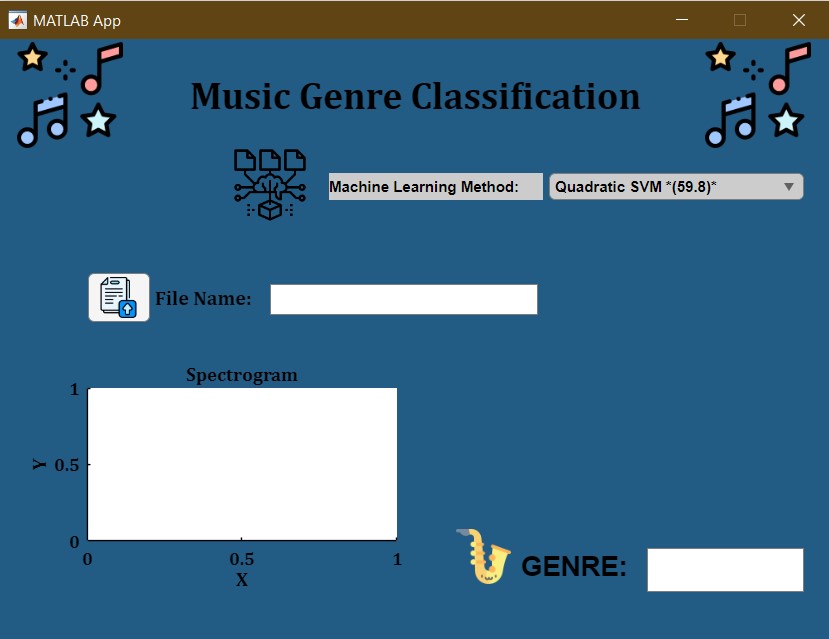 MATLAB App
Music Genre Classification
Machine Learning Method:
Quadratic SVM *(59.8)*
File Name:
Spectrogram
1
0.5
0
Y
0
0.5
1
X
GENRE: